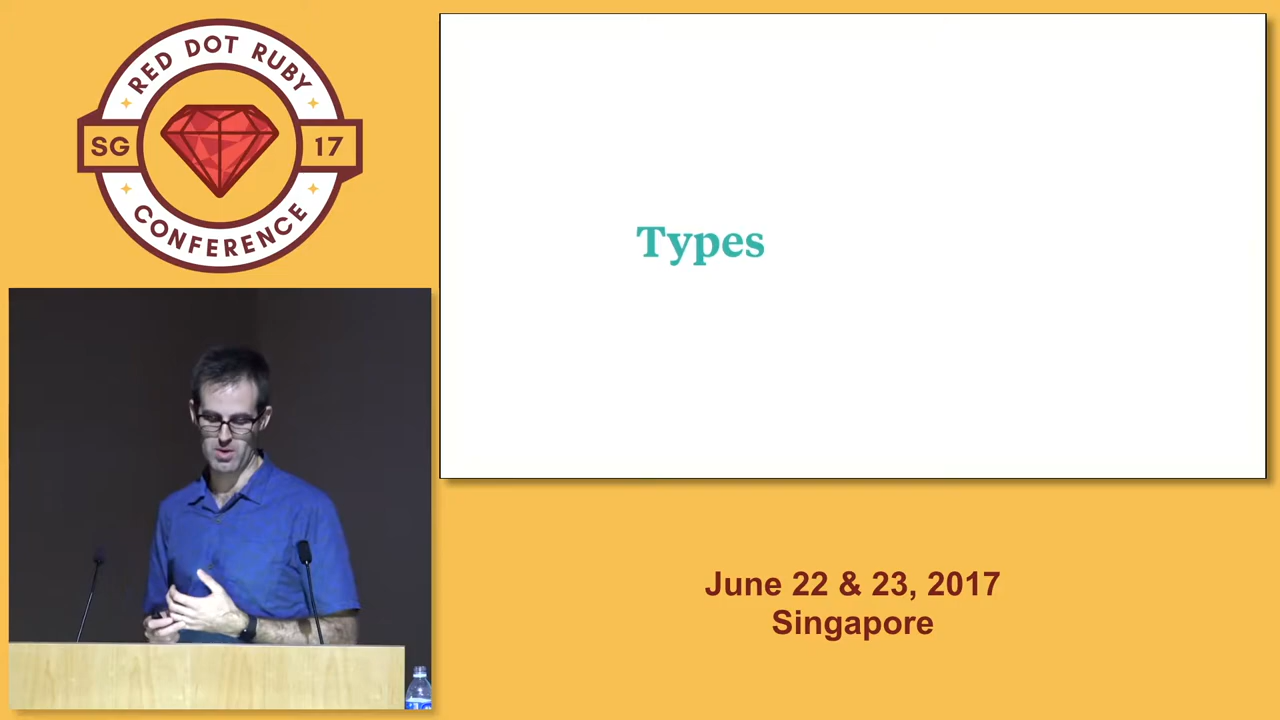 RED DOT RUBY
SG
17
CONFERENCE
Types
June 22 & 23, 2017
Singapore